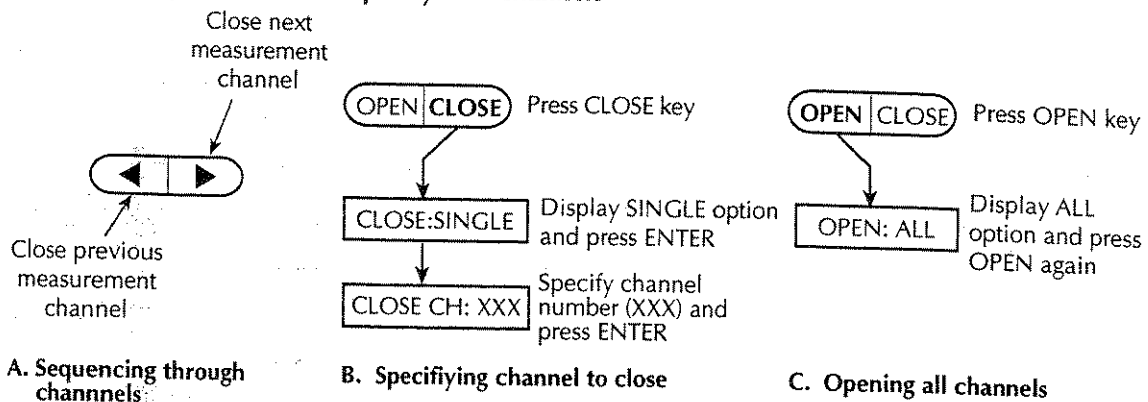 Close next
measurement
channel
Close previous
measurement
channel
A. Sequencing through
channnels
OPEN CLOSE Press CLOSE key
CLOSE:SINGLE Display SINGLE option
and press ENTER
CLOSE CH: XXX Specify channel
number (XXX) and
press ENTER
B. Specifiying channel to close
OPEN CLOSE Press OPEN key
OPEN: ALL Display ALL
option and press
OPEN again
C. Opening all channels